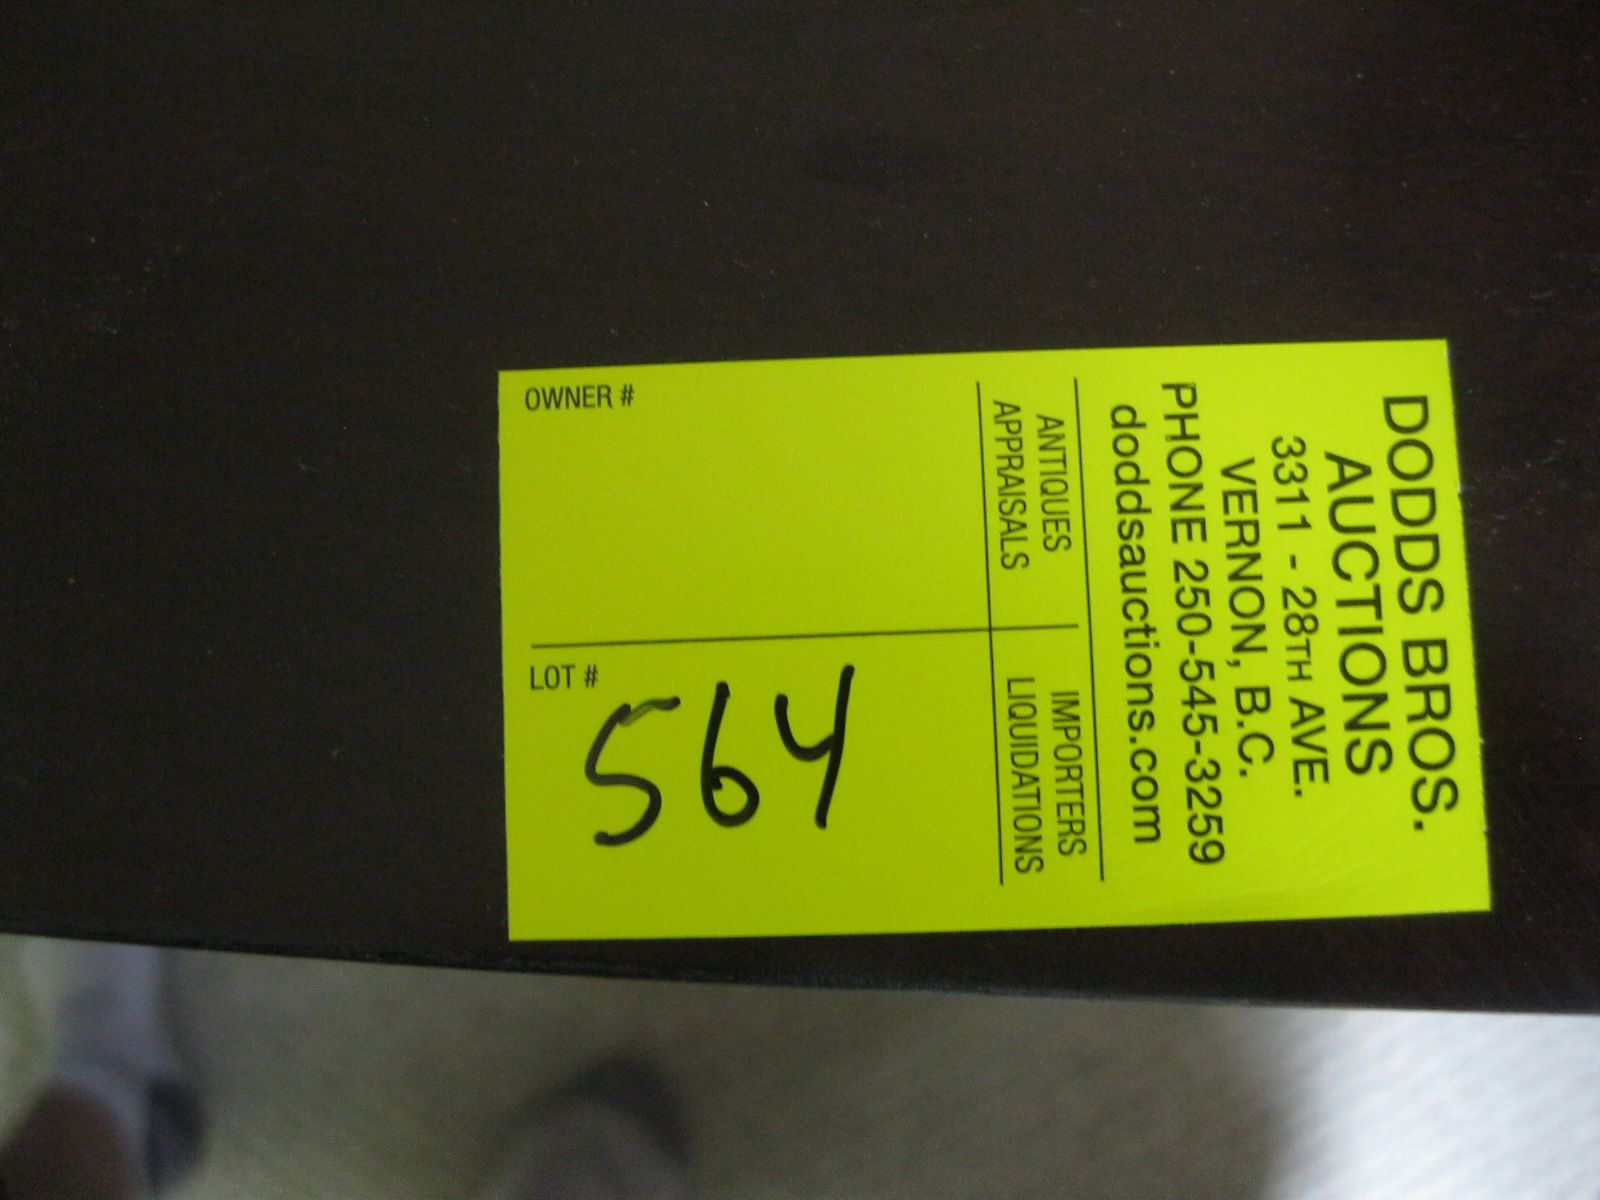 DODDS BROS.
AUCTIONS
3311 - 28TH AVE.
VERNON, B.C.
PHONE 250-545-3259
doddsauctions.com
ANTIQUES
APPRAISALS
IMPORTERS
LIQUIDATIONS
OWNER #
LOT #
564